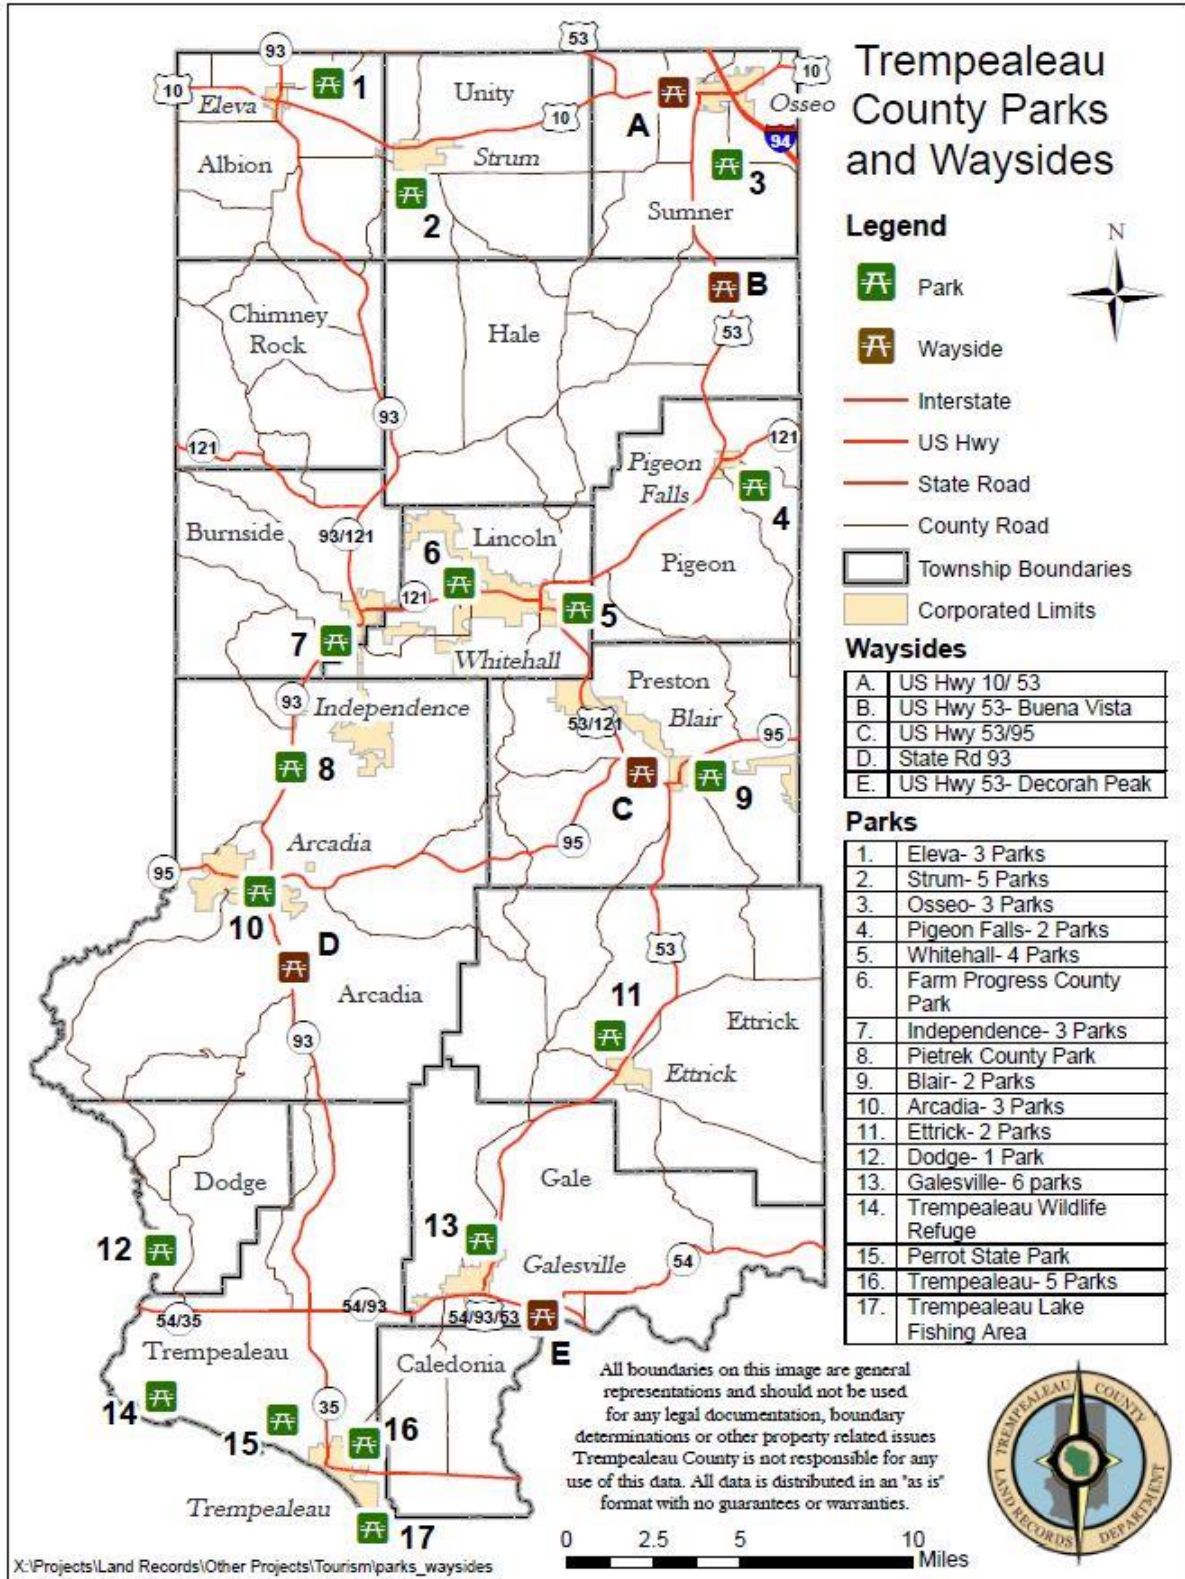 Trempealeau
County Parks
and Waysides
Legend
N
Park
Wayside
Interstate
US Hwy
State Road
County Road
Township Boundaries
Corporated Limits
Waysides
A. US Hwy 10/ 53
B. US Hwy 53- Buena Vista
C. US Hwy 53/95
D. State Rd 93
E. US Hwy 53- Decorah Peak
Parks
1. Eleva- 3 Parks
2. Strum- 5 Parks
3. Osseo- 3 Parks
4. Pigeon Falls- 2 Parks
5. Whitehall- 4 Parks
6. Farm Progress County
Park
7. Independence- 3 Parks
8. Pietrek County Park
9. Blair- 2 Parks
10. Arcadia- 3 Parks
11. Ettrick- 2 Parks
12. Dodge- 1 Park
13. Galesville- 6 parks
14. Trempealeau Wildlife
Refuge
15. Perrot State Park
16. Trempealeau- 5 Parks
17. Trempealeau Lake
Fishing Area
93
53
10
1
Unity
10
Eleva
A
10
Osseo
94
Albion
Strum
2
3
Sumner
B
Chimney
Rock
Hale
53
93
121
121
Pigeon
Falls
4
Burnside
93/121
Lincoln
6
Pigeon
121
5
7
Whitehall
Preston
93
Independence
Blair
53/121
95
8
C
9
Arcadia
95
95
10
D
53
Arcadia
11
Ettrick
93
Ettrick
Dodge
Gale
12
13
Galesville
54
54/35
54/93
54/93/53
E
Trempealeau
Caledonia
14
15
35
16
Trempealeau
17
All boundaries on this image are general
representations and should not be used
for any legal documentation, boundary
determinations or other property related issues
Trempealeau County is not responsible for any
use of this data. All data is distributed in an "as is"
format with no guarantees or warranties.
0 2.5 5 10
Miles
TREMPEALEAU COUNTY
LAND RECORDS DEPARTMENT
X:\Projects\Land Records\Other Projects\Tourism\parks_waysides